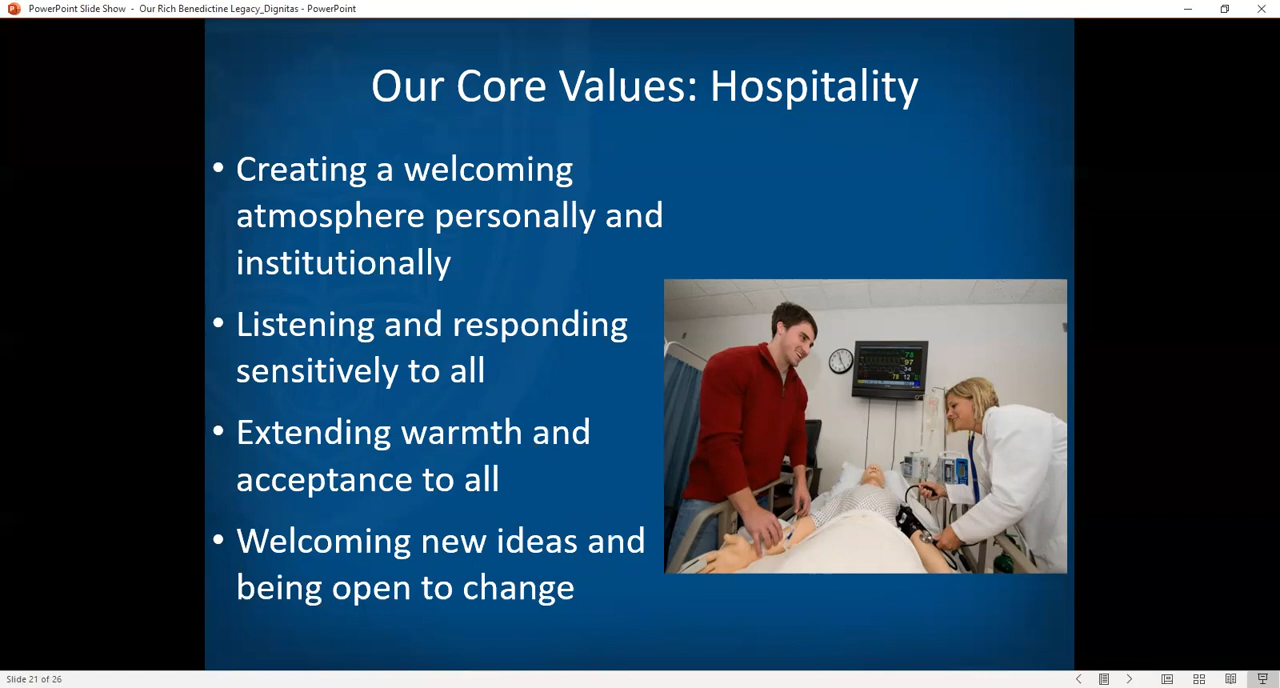 PowerPoint Slide Show - Our Rich Benedictine Legacy_Dignitas - PowerPoint
Our Core Values: Hospitality
• Creating a welcoming
atmosphere personally and
institutionally
• Listening and responding
sensitively to all
• Extending warmth and
acceptance to all
• Welcoming new ideas and
being open to change
Slide 21 of 26